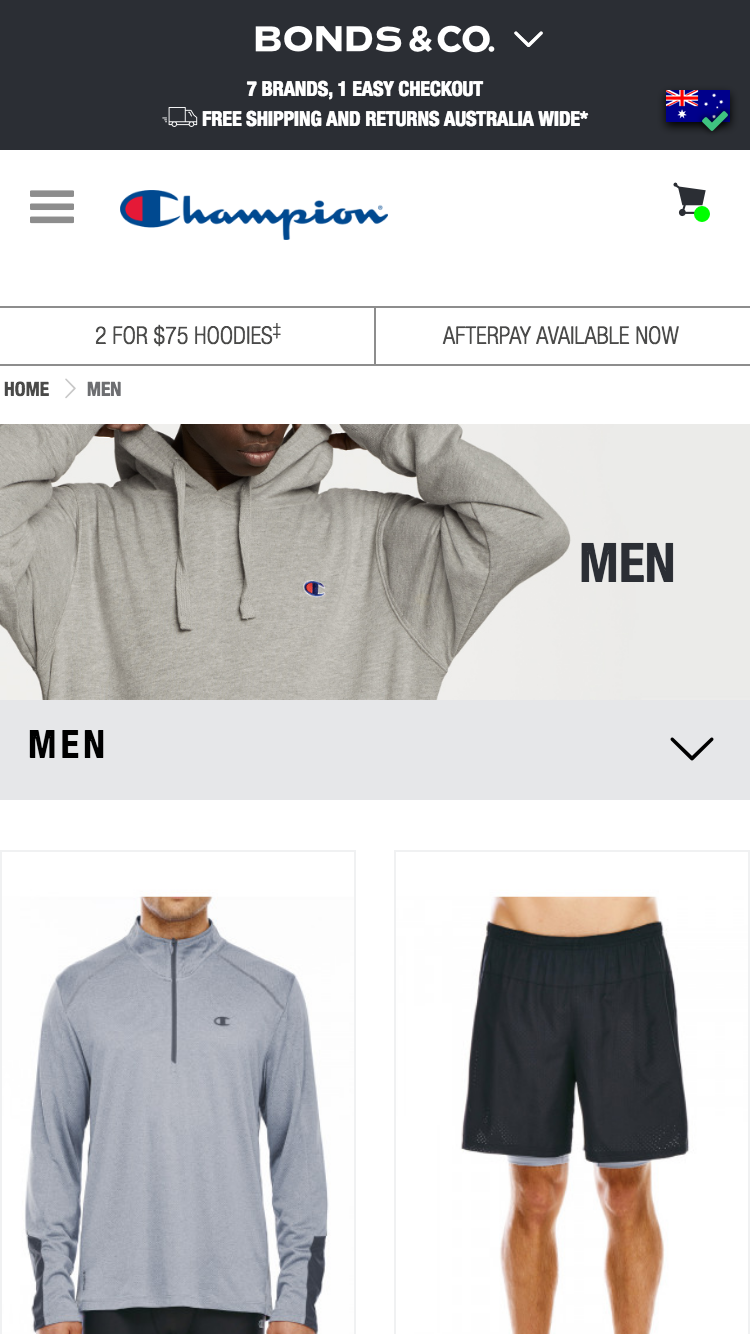 BONDS & CO.
7 BRANDS, 1 EASY CHECKOUT
FREE SHIPPING AND RETURNS AUSTRALIA WIDE*
Champion®
2 FOR $75 HOODIES‡
AFTERPAY AVAILABLE NOW
HOME > MEN
MEN
MEN